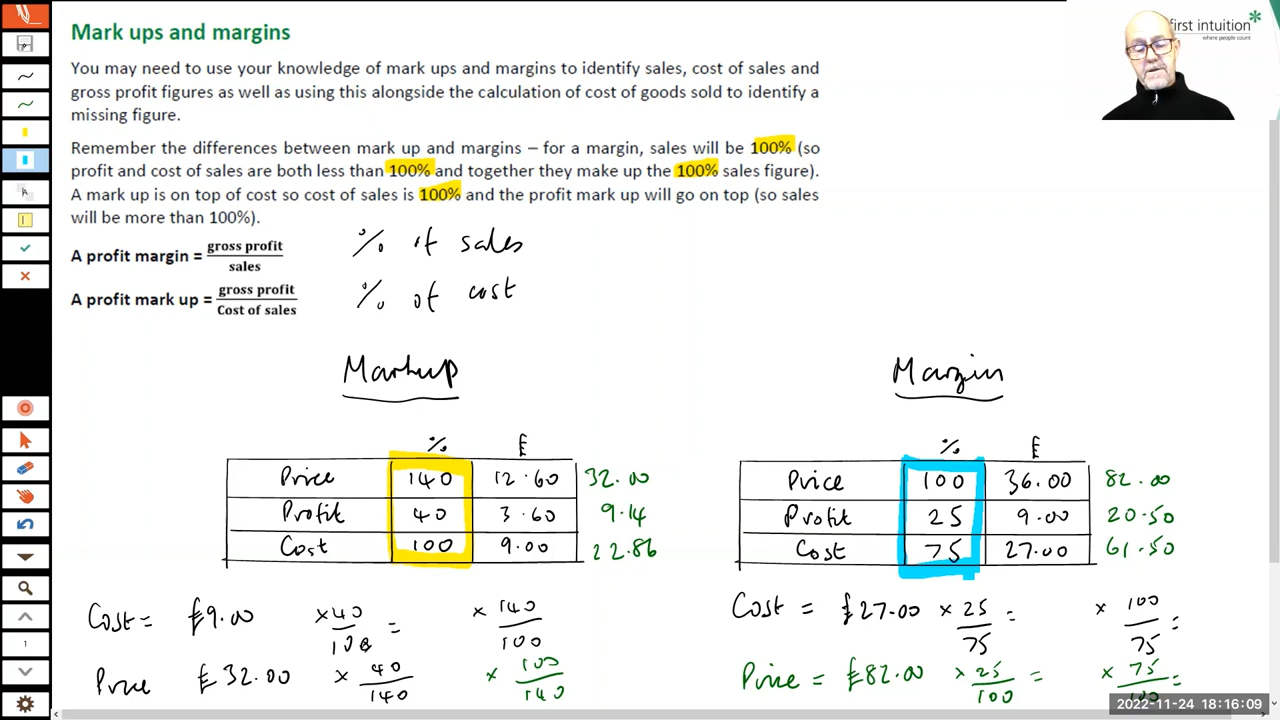 first intuition
where people count
Mark ups and margins
You may need to use your knowledge of mark ups and margins to identify sales, cost of sales and
gross profit figures as well as using this alongside the calculation of cost of goods sold to identify a
missing figure.
Remember the differences between mark up and margins – for a margin, sales will be 100% (so
profit and cost of sales are both less than 100% and together they make up the 100% sales figure).
A mark up is on top of cost so cost of sales is 100% and the profit mark up will go on top (so sales
will be more than 100%).
A profit margin = gross profit / sales % of sales
A profit mark up = gross profit / Cost of sales % of cost
Markup
% £
Price 140 12.60 32.00
Profit 40 3.60 9.14
Cost 100 9.00 22.86
Cost = £9.00 × 40/100 = × 140/100
Price £32.00 × 40/140 × 100/140
Margin
% £
Price 100 36.00 82.00
Profit 25 9.00 20.50
Cost 75 27.00 61.50
Cost = £27.00 × 25/75 = × 100/75 =
Price = £82.00 × 25/100 = × 75/100 =
1
2022-11-24 18:16:09